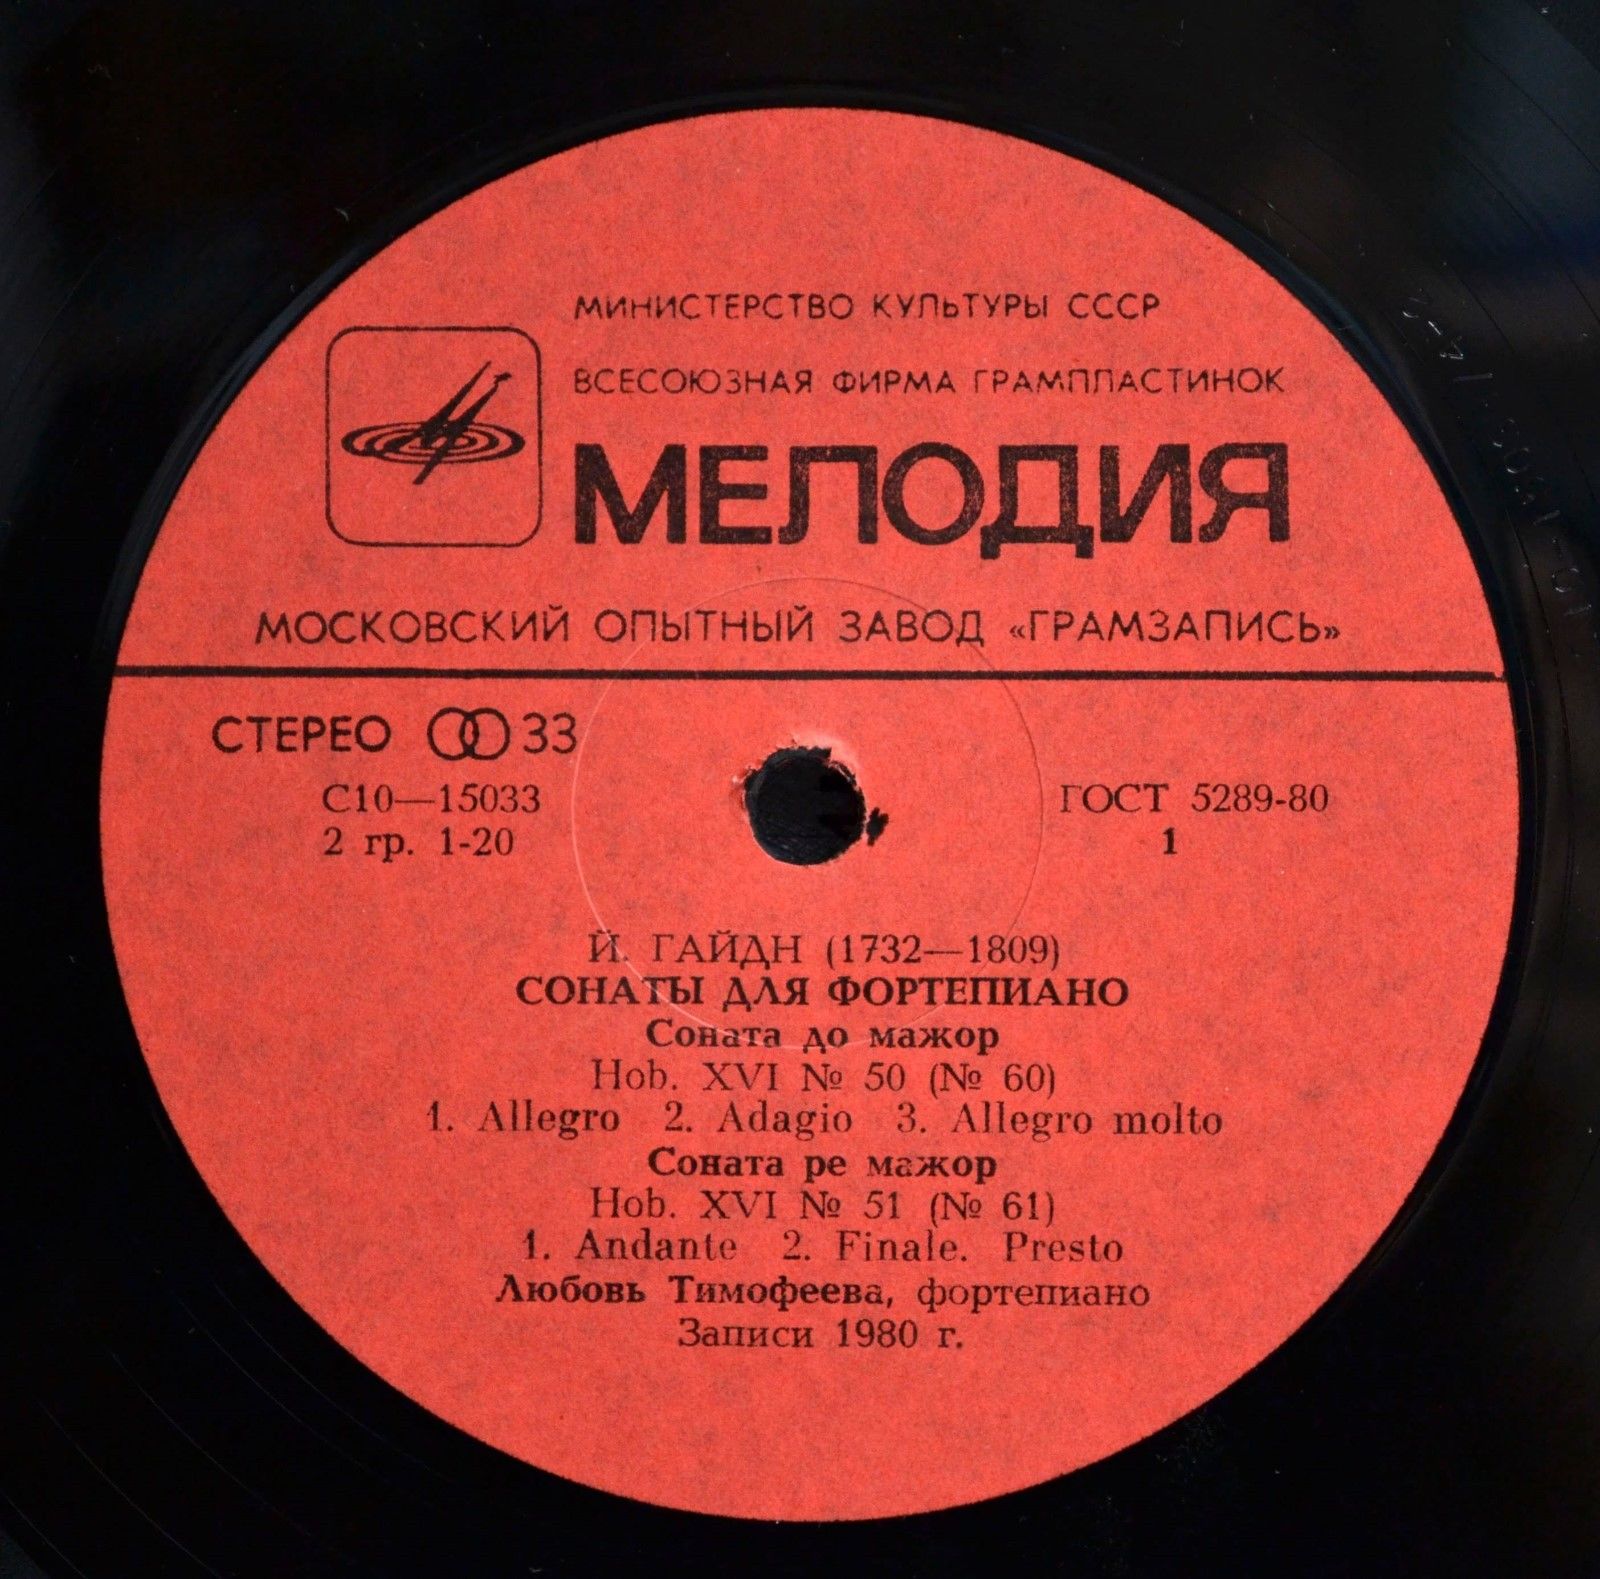 МИНИСТЕРСТВО КУЛЬТУРЫ СССР
ВСЕСОЮЗНАЯ ФИРМА ГРАМПЛАСТИНОК
МЕЛОДИЯ
МОСКОВСКИЙ ОПЫТНЫЙ ЗАВОД «ГРАМЗАПИСЬ»
СТЕРЕО 33
С10—15033
2 гр. 1-20
ГОСТ 5289-80
1
Й. ГАЙДН (1732—1809)
СОНАТЫ ДЛЯ ФОРТЕПИАНО
Соната до мажор
Hob. XVI № 50 (№ 60)
1. Allegro 2. Adagio 3. Allegro molto
Соната ре мажор
Hob. XVI № 51 (№ 61)
1. Andante 2. Finale. Presto
Любовь Тимофеева, фортепиано
Записи 1980 г.